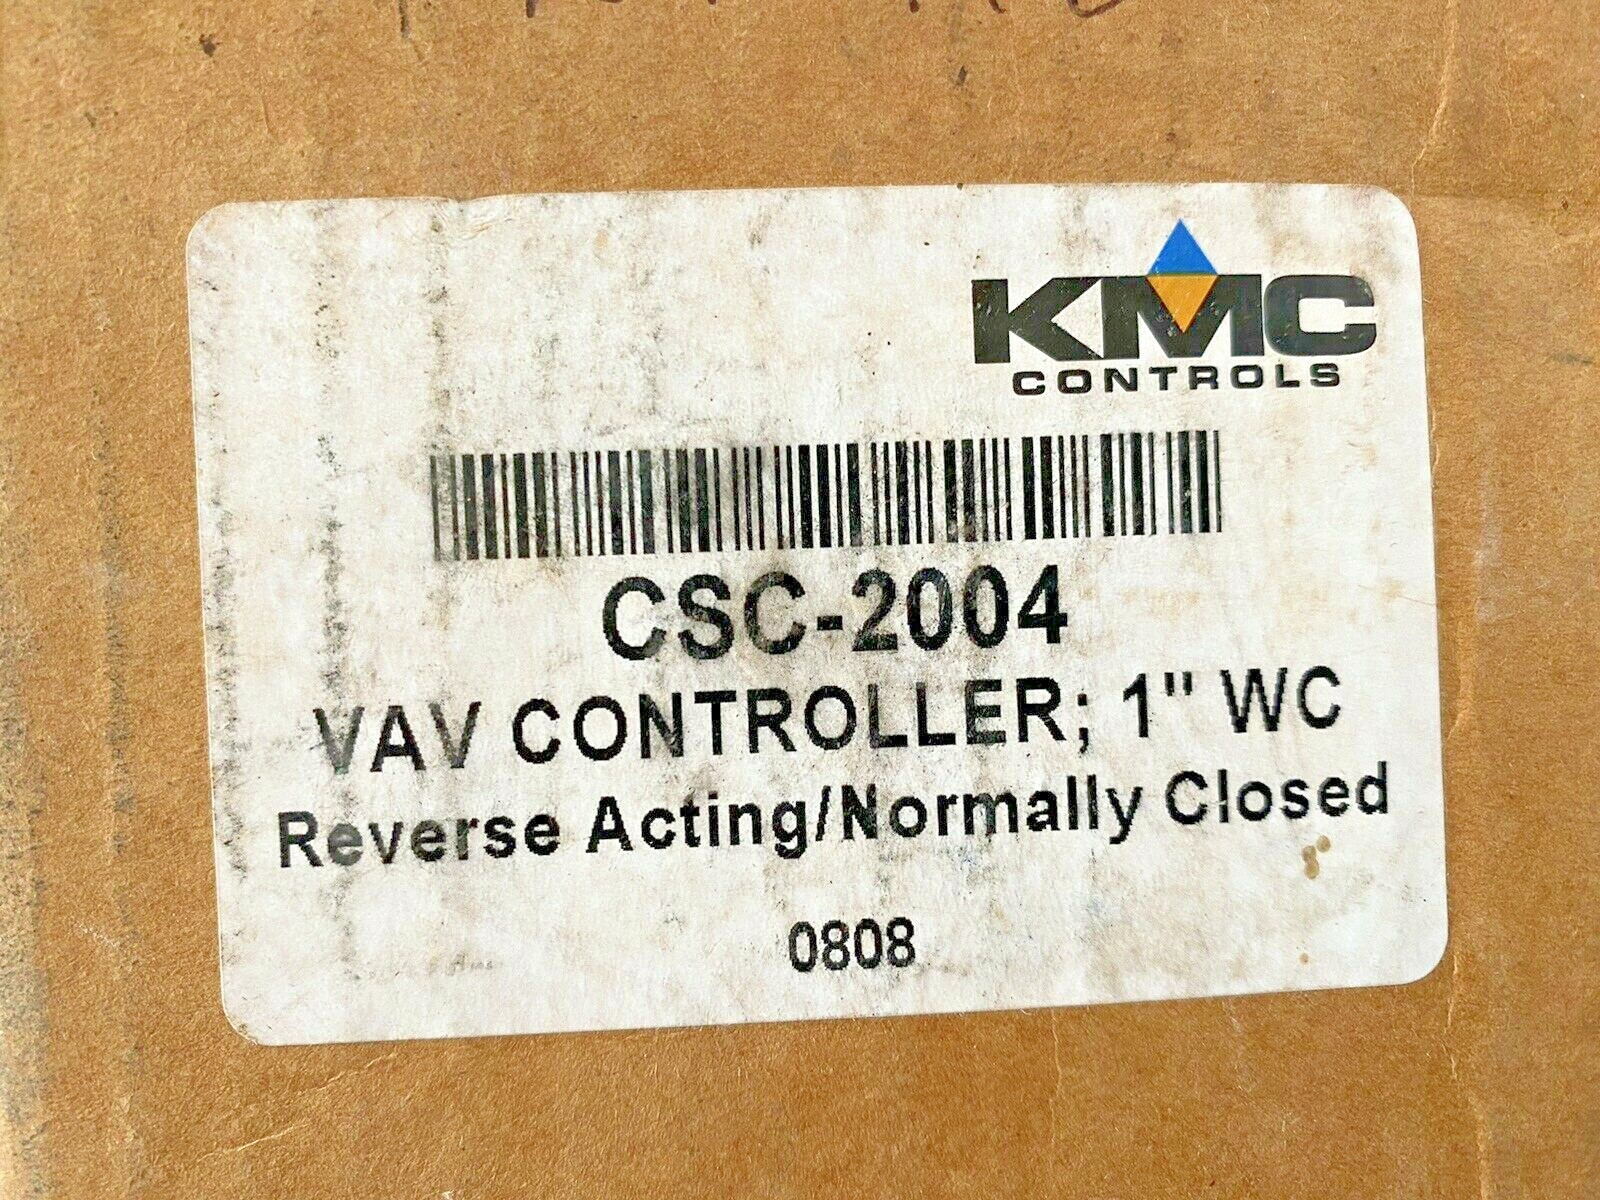 KMC
CONTROLS
CSC-2004
VAV CONTROLLER; 1" WC
Reverse Acting/Normally Closed
0808